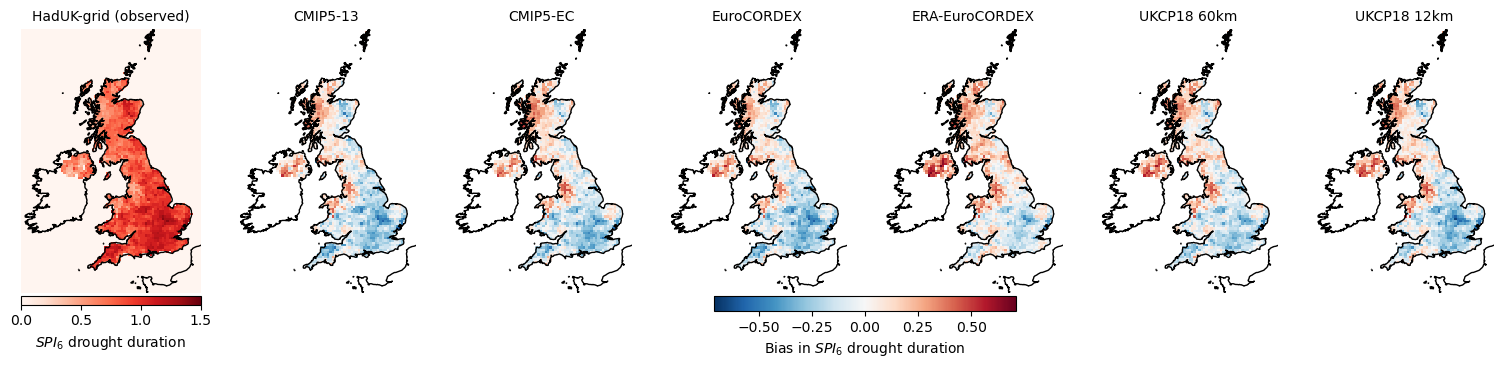 HadUK-grid (observed)
CMIP5-13
CMIP5-EC
EuroCORDEX
ERA-EuroCORDEX
UKCP18 60km
UKCP18 12km
0.0 0.5 1.0 1.5
SPI6 drought duration
−0.50 −0.25 0.00 0.25 0.50
Bias in SPI6 drought duration